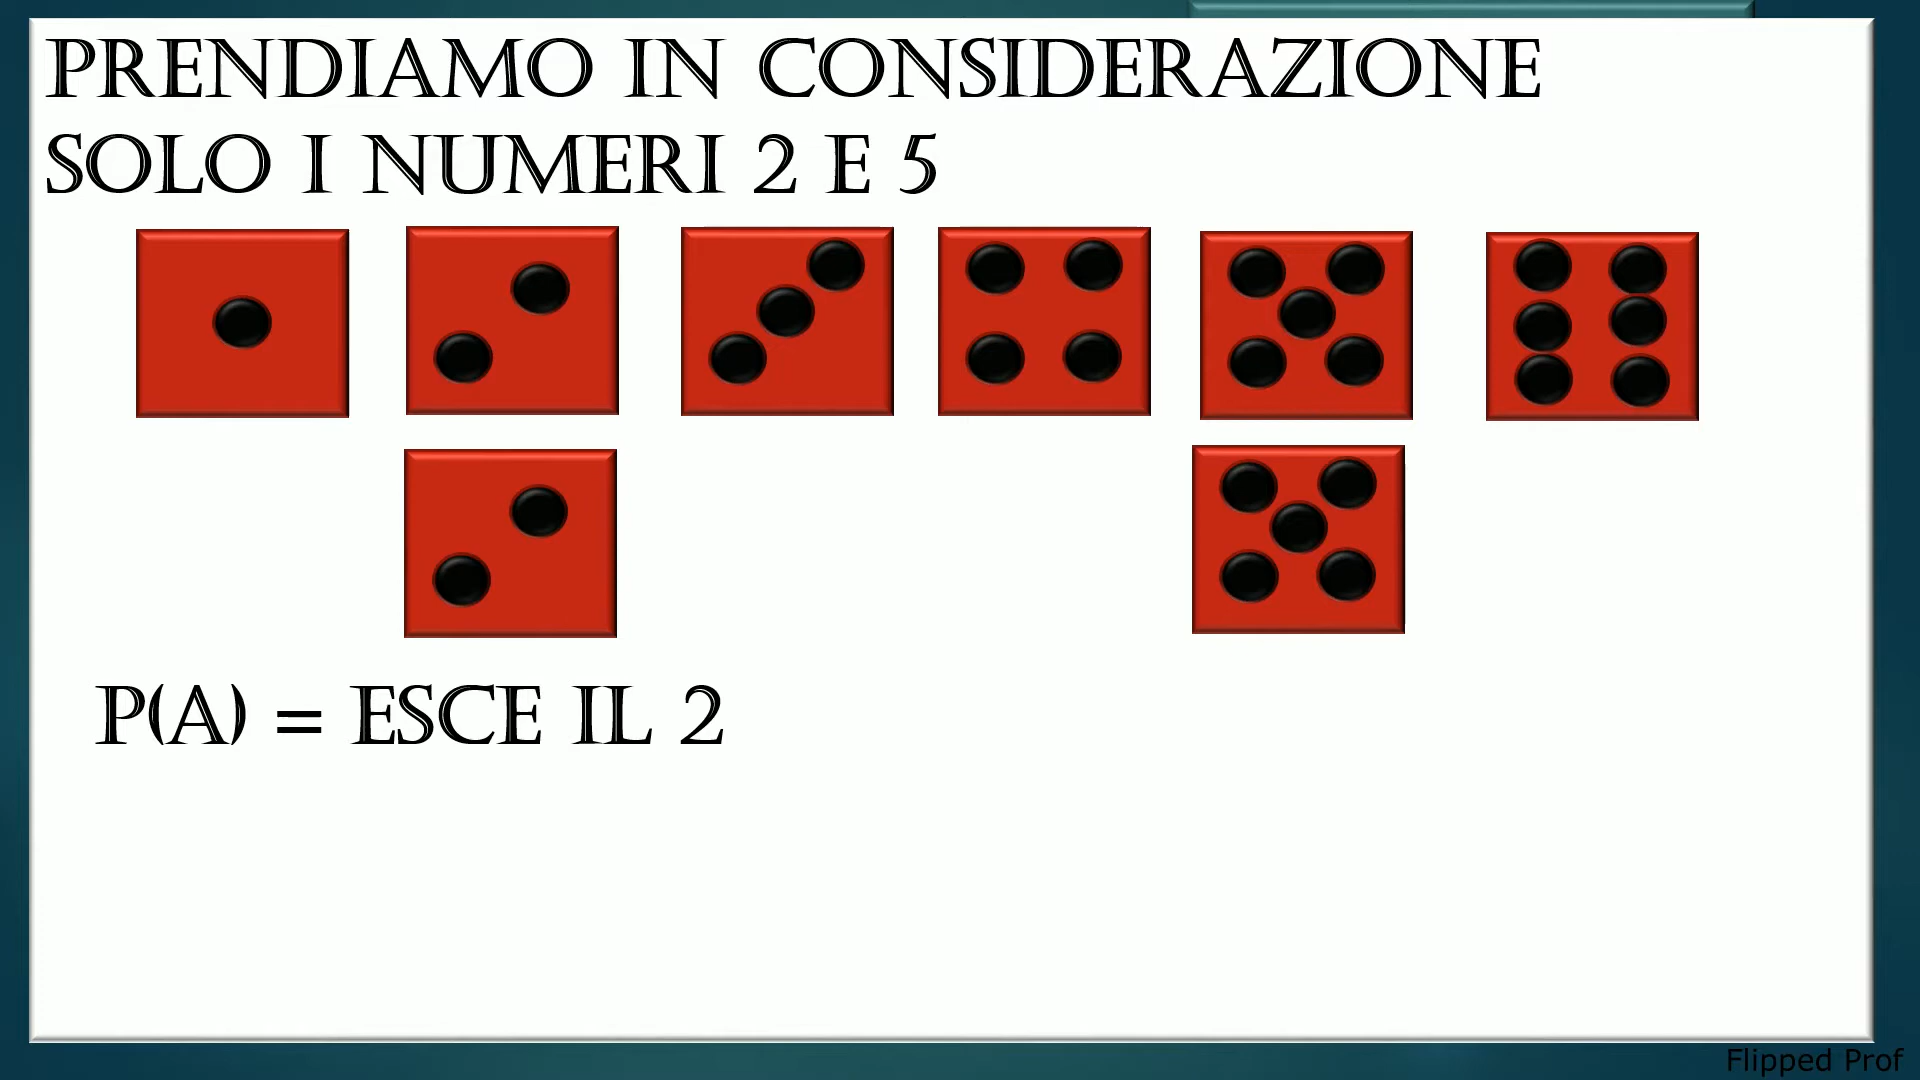 PRENDIAMO IN CONSIDERAZIONE
SOLO I NUMERI 2 E 5
P(A) = ESCE IL 2
Flipped Prof